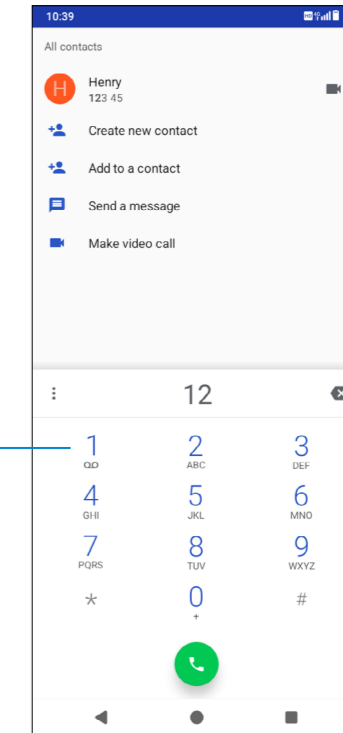 10:39
All contacts
H
Henry
123 45
Create new contact
Add to a contact
Send a message
Make video call
12
1 2 3
ABC DEF
4 5 6
GHI JKL MNO
7 8 9
PQRS TUV WXYZ
* 0 #
+